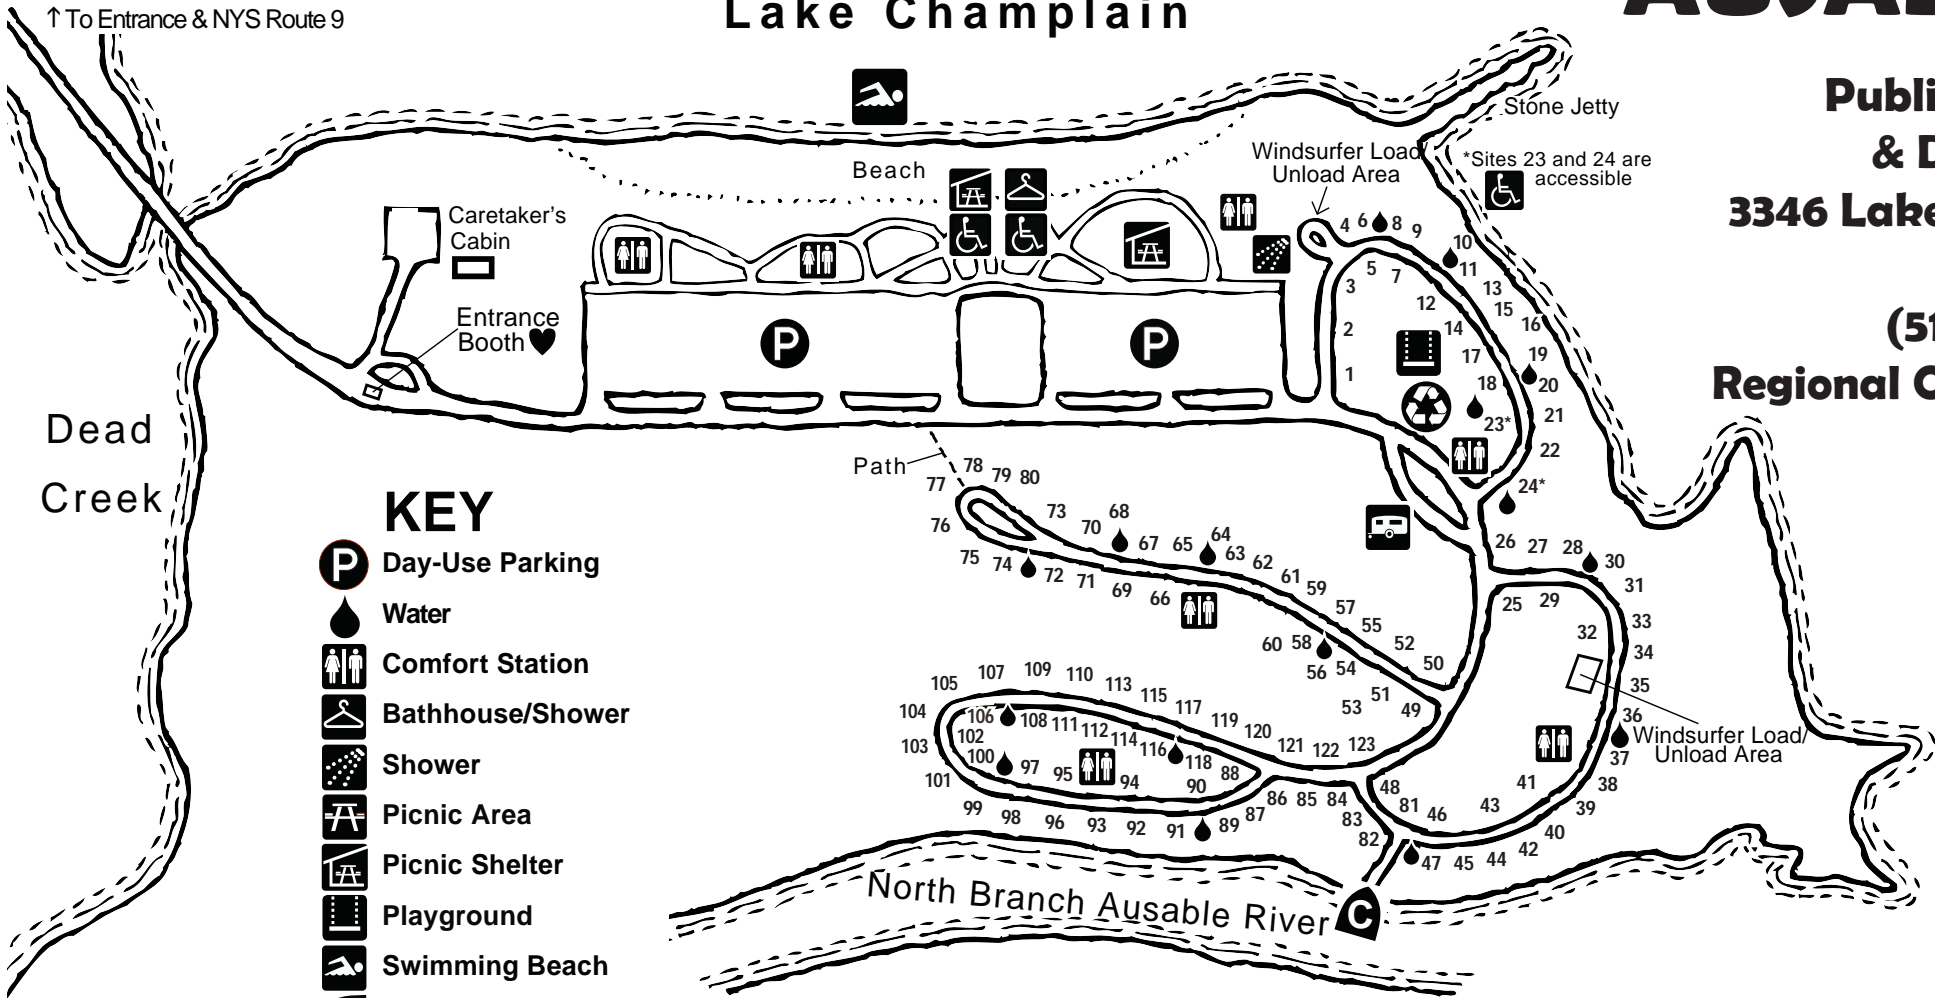 ↑To Entrance & NYS Route 9
Lake Champlain
Publi
& D
3346 Lake
(51
Regional C
Stone Jetty
*Sites 23 and 24 are
accessible
Windsurfer Load/
Unload Area
Beach
Caretaker's
Cabin
Entrance
Booth
P
P
Dead
Creek
Path
4 6 8 9
10
11
5 7
3
13
12
15
2
14
16
17
19
1
18
20
23*
21
22
24*
78
79 80
77
76
73
68
70
75 74
72 71
67 65
64
63
62
69
66
61
59
57
55
60 58
52
56 54
50
51
53
49
26 27 28 30
31
25 29
33
32
34
35
36
Windsurfer Load/
Unload Area
37
38
41
39
43
40
42
44
45
47
46
81
48
105 107 109 110
113
115
117
104
106
108 111 112
114
116
118
119
120
121 122 123
103
102
100
97 95
94
88
90
101
99
98 96 93 92 91 89
87
86 85 84
83
82
North Branch Ausable River
C
KEY
P Day-Use Parking
Water
Comfort Station
Bathhouse/Shower
Shower
Picnic Area
Picnic Shelter
Playground
Swimming Beach